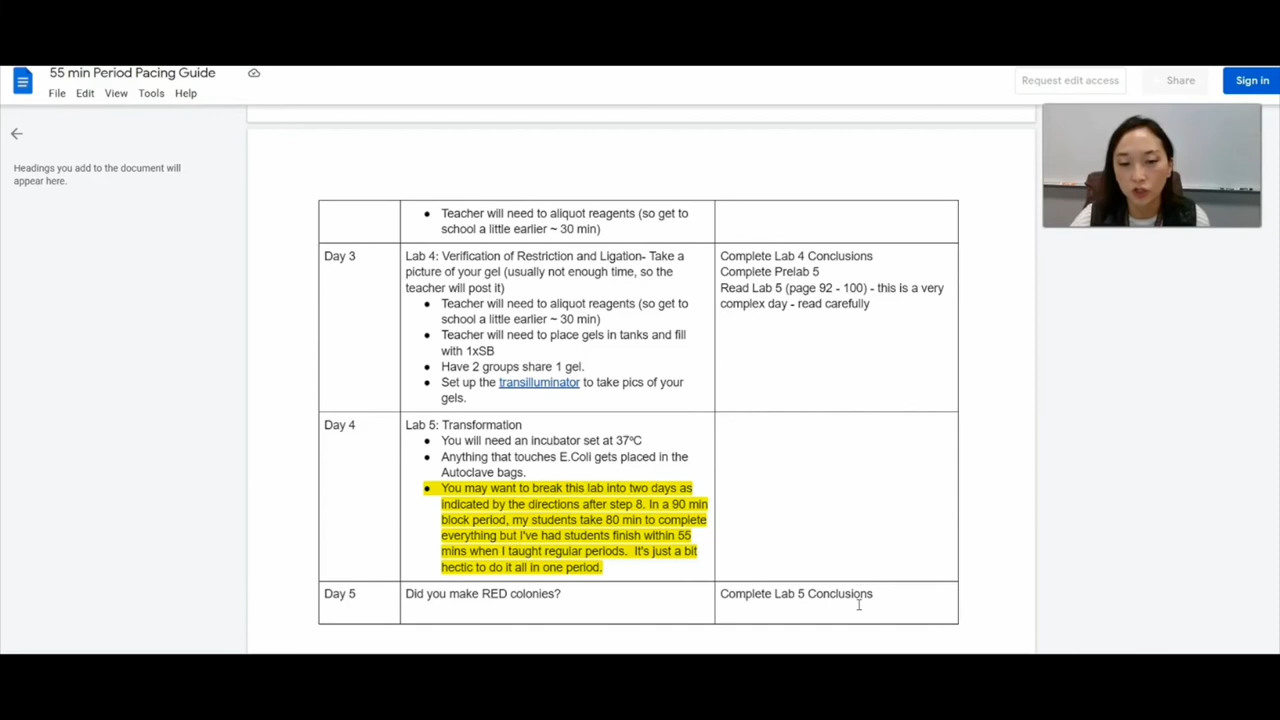 55 min Period Pacing Guide
Request edit access
Share
Sign in
File Edit View Tools Help
Headings you add to the document will
appear here.
● Teacher will need to aliquot reagents (so get to
school a little earlier ~ 30 min)
Day 3
Lab 4: Verification of Restriction and Ligation- Take a
picture of your gel (usually not enough time, so the
teacher will post it)
● Teacher will need to aliquot reagents (so get to
school a little earlier ~ 30 min)
● Teacher will need to place gels in tanks and fill
with 1xSB
● Have 2 groups share 1 gel.
● Set up the transilluminator to take pics of your
gels.
Complete Lab 4 Conclusions
Complete Prelab 5
Read Lab 5 (page 92 - 100) - this is a very
complex day - read carefully
Day 4
Lab 5: Transformation
● You will need an incubator set at 37ºC
● Anything that touches E.Coli gets placed in the
Autoclave bags.
● You may want to break this lab into two days as
indicated by the directions after step 8. In a 90 min
block period, my students take 80 min to complete
everything but I've had students finish within 55
mins when I taught regular periods. It's just a bit
hectic to do it all in one period.
Day 5
Did you make RED colonies?
Complete Lab 5 Conclusions